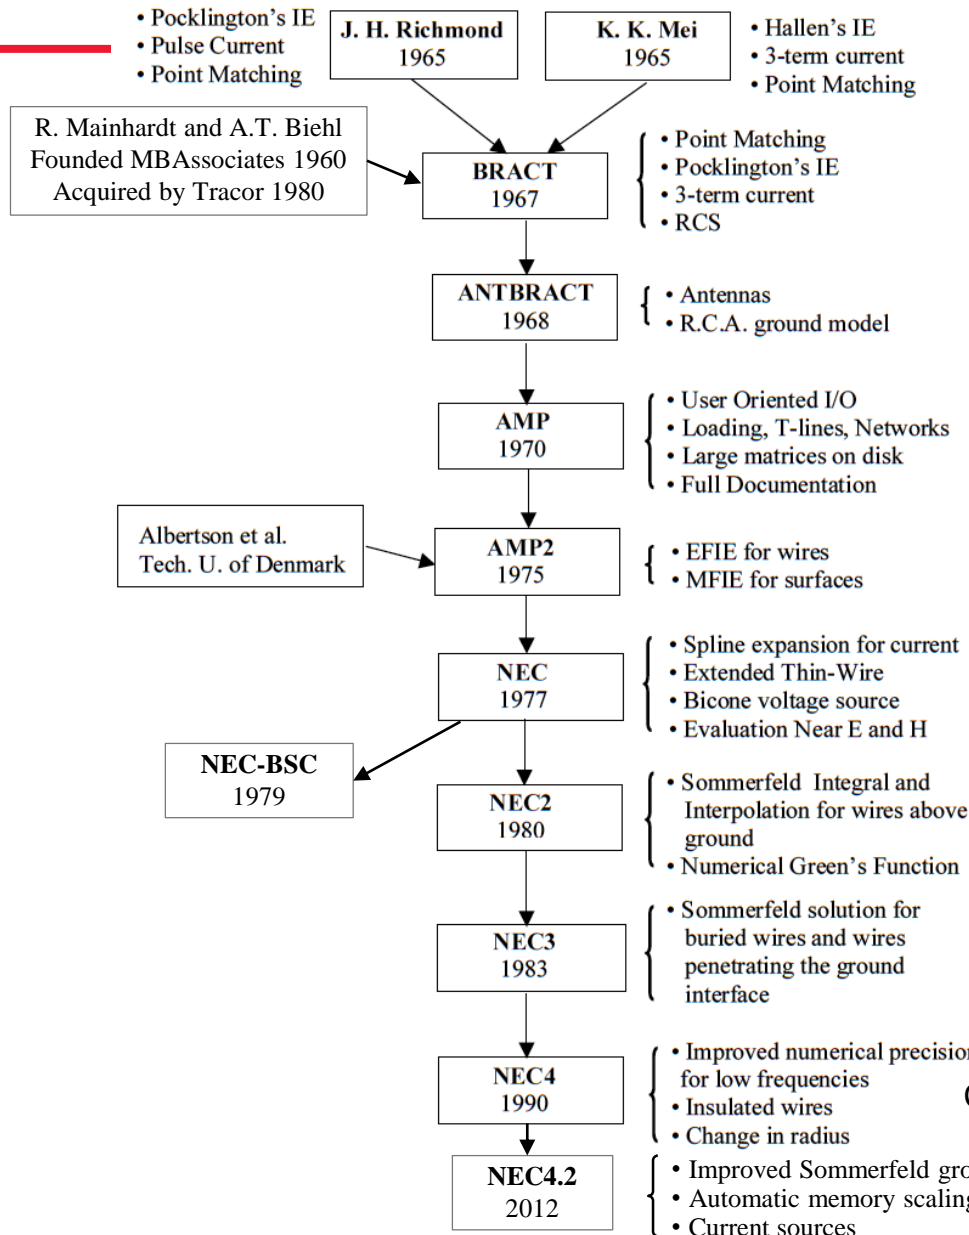 • Pocklington's IE
• Pulse Current
• Point Matching
J. H. Richmond
1965
K. K. Mei
1965
• Hallen's IE
• 3-term current
• Point Matching
R. Mainhardt and A.T. Biehl
Founded MBAssociates 1960
Acquired by Tracor 1980
BRACT
1967
• Point Matching
• Pocklington's IE
• 3-term current
• RCS
ANTBRACT
1968
• Antennas
• R.C.A. ground model
AMP
1970
• User Oriented I/O
• Loading, T-lines, Networks
• Large matrices on disk
• Full Documentation
Albertson et al.
Tech. U. of Denmark
AMP2
1975
• EFIE for wires
• MFIE for surfaces
NEC
1977
• Spline expansion for current
• Extended Thin-Wire
• Bicone voltage source
• Evaluation Near E and H
NEC-BSC
1979
NEC2
1980
• Sommerfeld Integral and
Interpolation for wires above
ground
• Numerical Green's Function
NEC3
1983
• Sommerfeld solution for
buried wires and wires
penetrating the ground
interface
NEC4
1990
• Improved numerical precision
for low frequencies
• Insulated wires
• Change in radius
NEC4.2
2012
• Improved Sommerfeld
• Automatic memory scaling
• Current sources